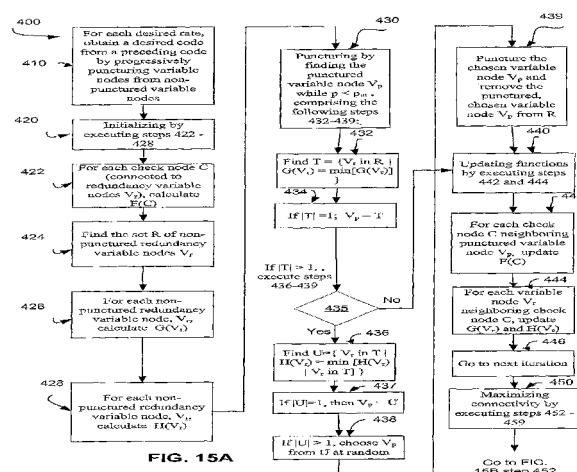 400
For each desired rate,
obtain a desired code
from a preceding code
by progressively
puncturing variable
nodes from non-
punctured variable
nodes
410
420
Initializing by
executing steps 422 -
428
422
For each check node C
(connected to
redundancy variable
nodes Vr), calculate
F(C)
424
Find the set R of non-
punctured redundancy
variable nodes Vr
428
For each non-
punctured redundancy
variable node, Vr,
calculate G(Vr)
428
For each non-
punctured redundancy
variable node, Vr,
calculate H(Vr)
FIG. 15A
430
Puncturing by
finding the
punctured
variable node Vp
while p < pm,
comprising the
following steps
432-439:
432
Find T = {Vr in R |
G(Vr) = min[G(Vr)]
}
434
If |T| =1; Vp = T
If |T| > 1, .
execute steps
436-439
435
No
Yes
436
Find U={ Vr in T |
H(Vr) = min [H(Vr)
| Vr in T] }
437
If |U|=1, then Vp = U
438
If |U| > 1, choose Vp
from U at random
439
Puncture the
chosen variable
node Vp and
remove the
punctured,
chosen variable
node Vp from R
440
Updating functions
by executing steps
442 and 444
44
For each check
node C neighboring
punctured variable
node Vp, update
F(C)
444
For each variable
node Vr
neighboring check
node C, update
G(Vr) and H(Vr)
446
Go to next iteration
450
Maximizing
connectivity by
executing steps 452 -
459
Go to FIG.
15B step 452